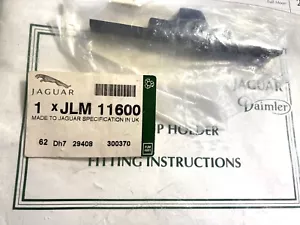 JAGUAR
1 x JLM 11600
MADE TO JAGUAR SPECIFICATION IN UK
62 Dh7 29408 300370
JAGUAR
Daimler
P HOLDER
FITTING INSTRUCTIONS